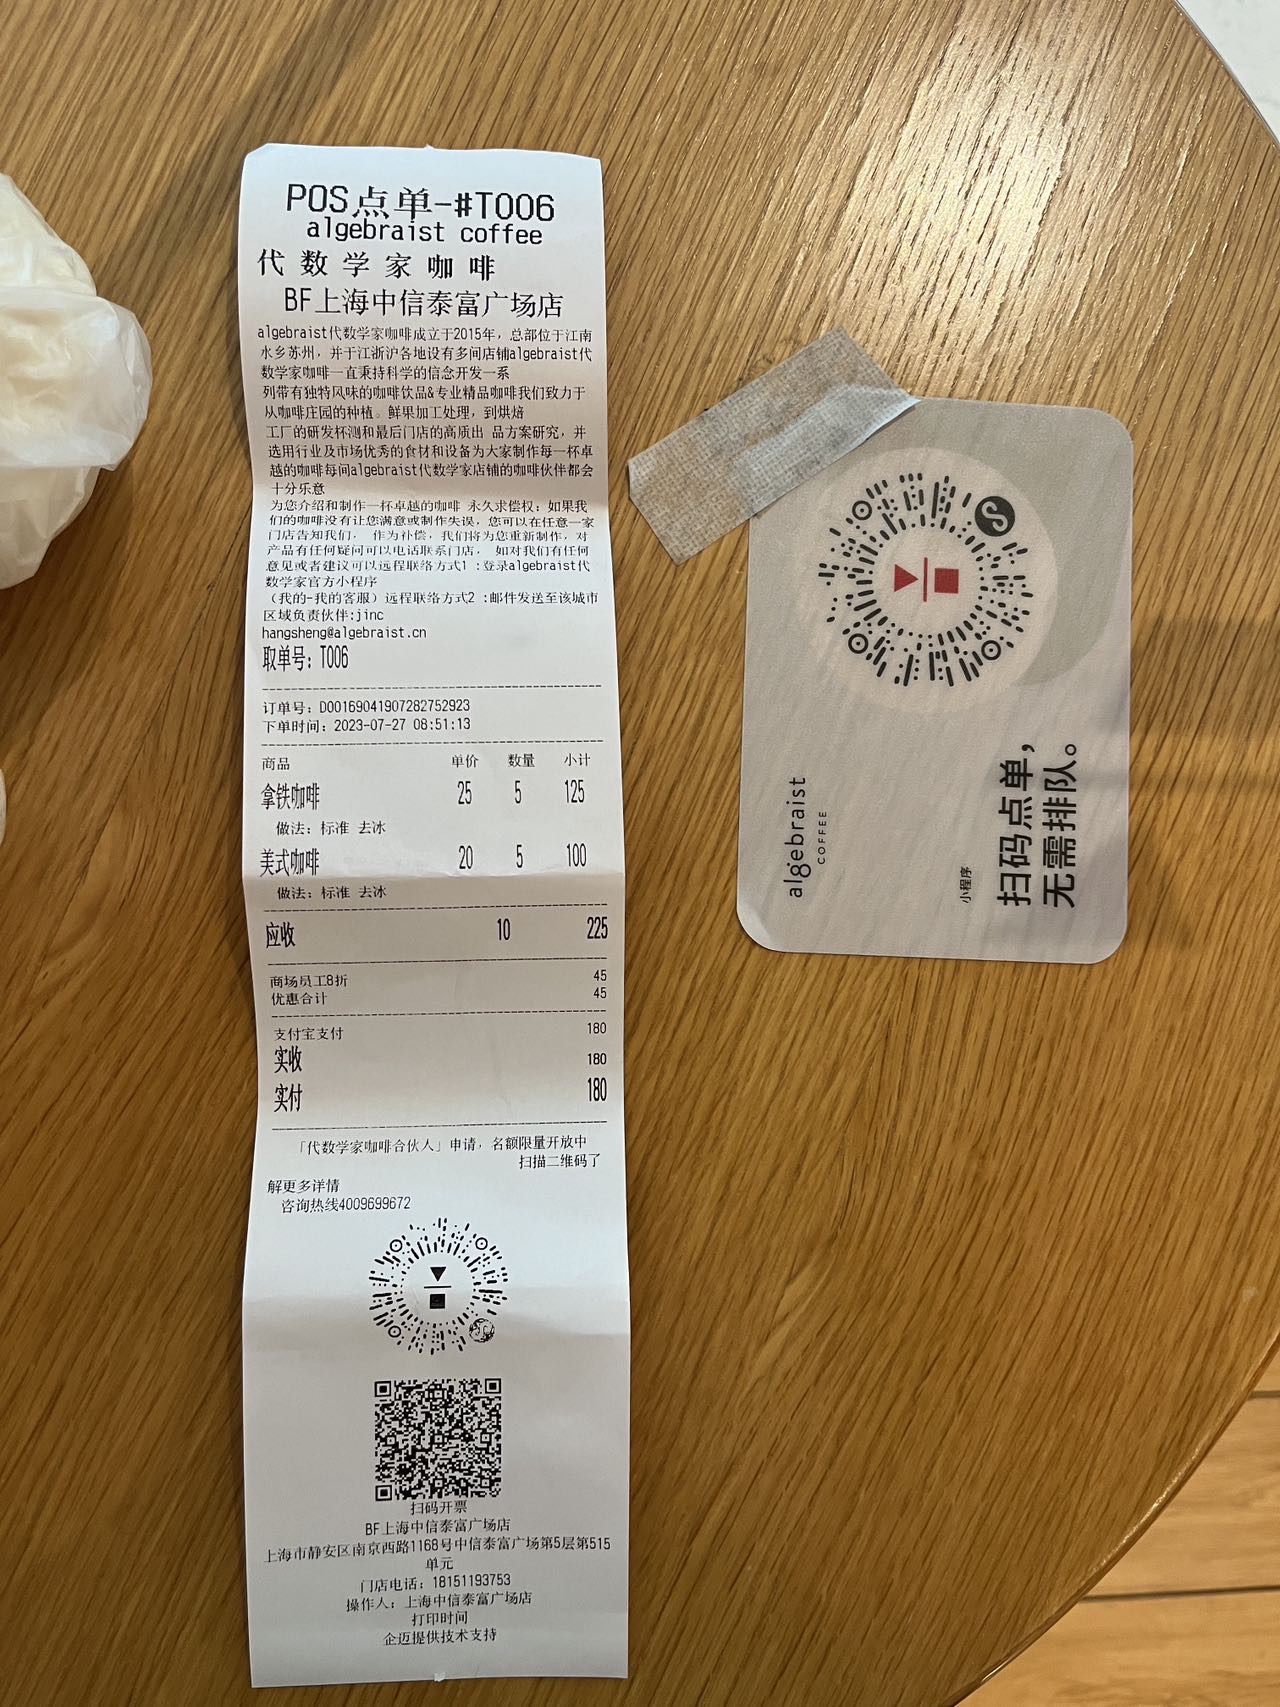 POS点单-#T006
algebraist coffee
代数学家咖啡
BF上海中信泰富广场店
algebraist代数学家咖啡成立于2015年，总部位于江南
水乡苏州，并于江浙沪各地设有多间店铺algebraist代
数学家咖啡一直秉持科学的信念开发一系
列带有独特风味的咖啡饮品&专业精品咖啡我们致力于
从咖啡庄园的种植。鲜果加工处理，到烘焙
工厂的研发杯测和最后门店的高质出 品方案研究，并
选用行业及市场优秀的食材和设备为大家制作每一杯卓
越的咖啡每间algebraist代数学家店铺的咖啡伙伴都会
十分乐意
为您介绍和制作一杯卓越的咖啡 永久求偿权：如果我
们的咖啡没有让您满意或制作失误，您可以在任意一家
门店告知我们， 作为补偿，我们将为您重新制作，对
产品有任何疑问可以电话联系门店， 如对我们有任何
意见或者建议可以远程联络方式1 :登录algebraist代
数学家官方小程序
（我的-我的客服）远程联络方式2 :邮件发送至该城市
区域负责伙伴:jinc
hangsheng@algebraist.cn
取单号：T006
订单号：D00169041907282752923
下单时间：2023-07-27 08:51:13
商品 单价 数量 小计
拿铁咖啡 25 5 125
做法：标准 去冰
美式咖啡 20 5 100
做法：标准 去冰
应收 10 225
商场员工8折 45
优惠合计 45
支付宝支付 180
实收 180
实付 180
「代数学家咖啡合伙人」申请，名额限量开放中
扫描二维码了
解更多详情
咨询热线4009699672
扫码开票
BF上海中信泰富广场店
上海市静安区南京西路1168号中信泰富广场第5层第515
单元
门店电话：18151193753
操作人：上海中信泰富广场店
打印时间
企迈提供技术支持
algebraist
COFFEE
小程序
扫码点单，
无需排队。